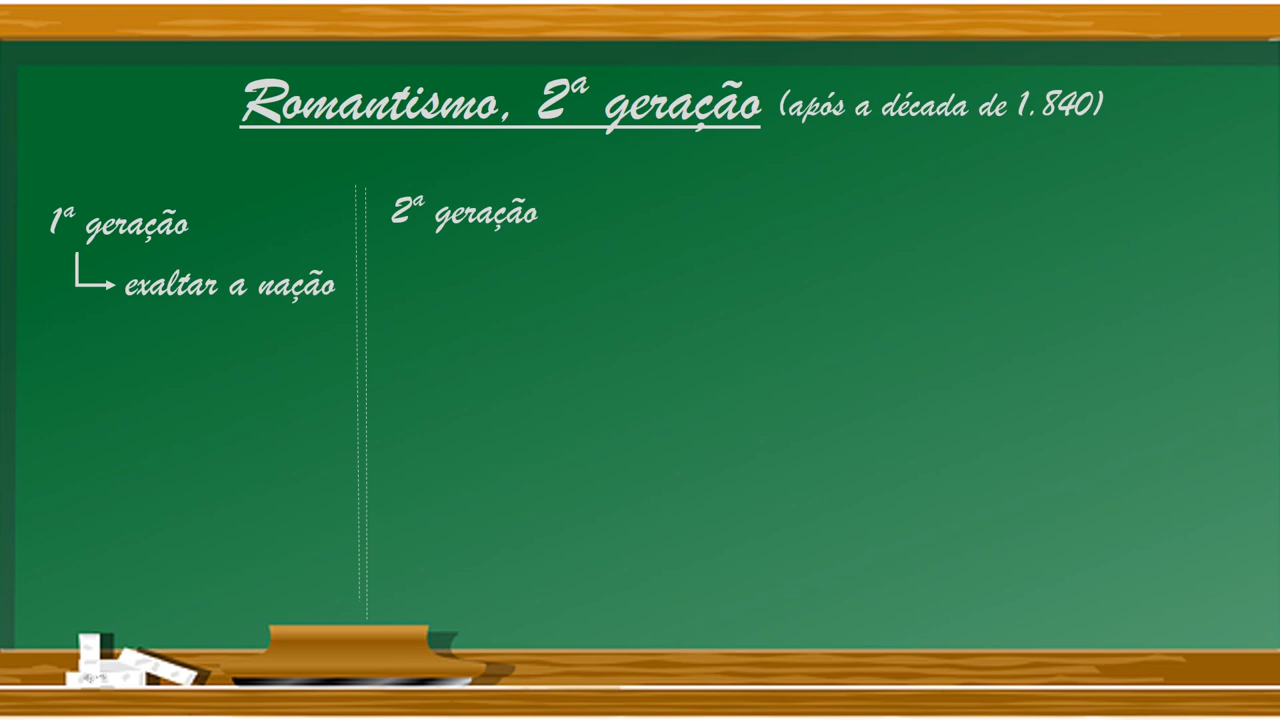 Romantismo, 2ª geração (após a década de 1.840)
1ª geração
exaltar a nação
2ª geração